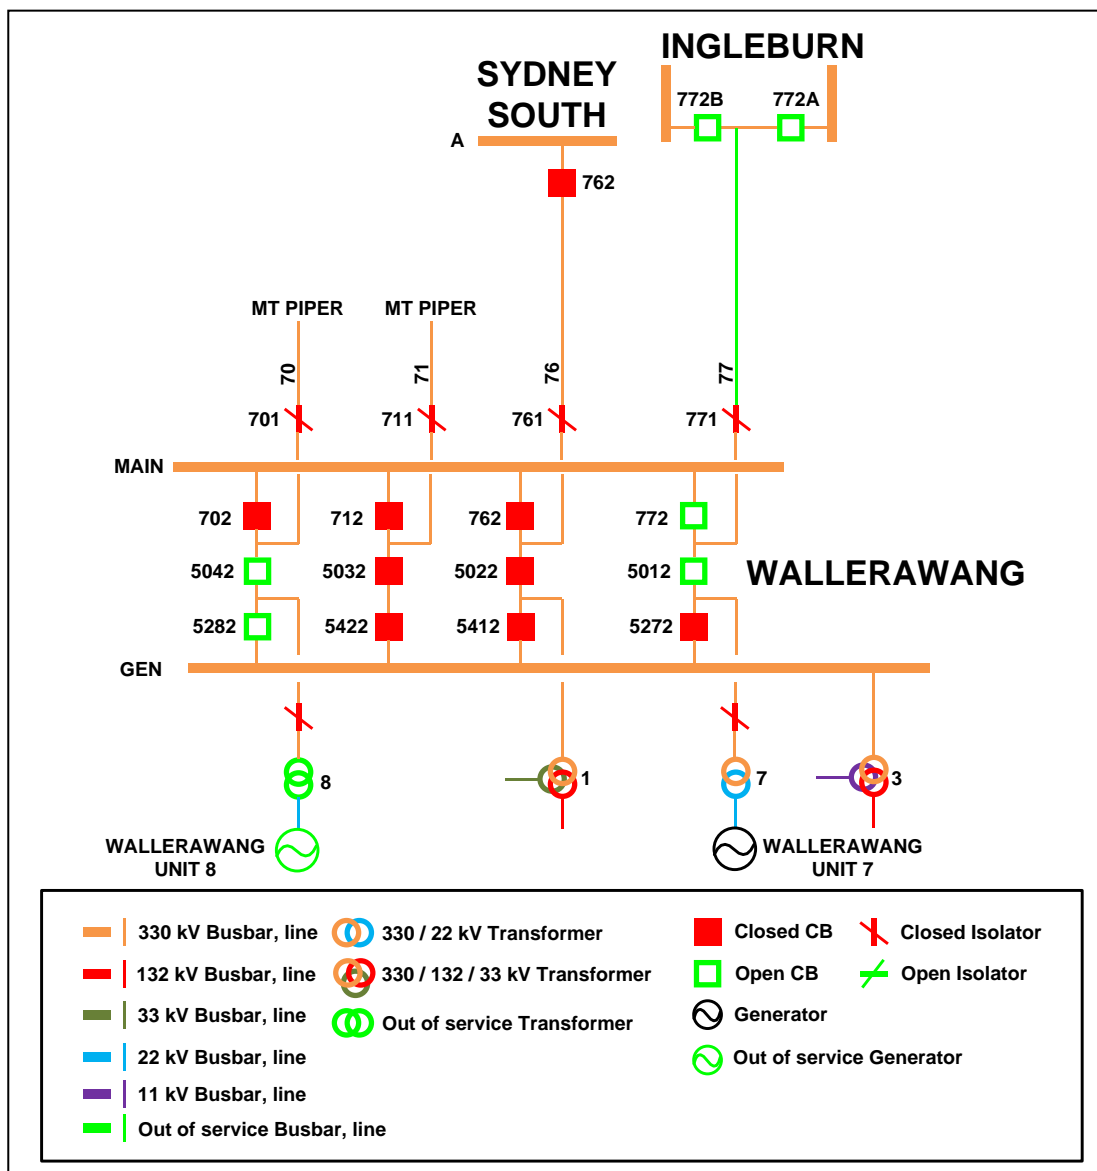 INGLEBURN
SYDNEY
SOUTH
772B
772A
A
762
MT PIPER
MT PIPER
70
71
76
77
701
711
761
771
MAIN
702
712
762
772
5042
5032
5022
5012
WALLERAWANG
5282
5422
5412
5272
GEN
8
1
7
3
WALLERAWANG
UNIT 8
WALLERAWANG
UNIT 7
330 kV Busbar, line
330 / 22 kV Transformer
Closed CB
Closed Isolator
132 kV Busbar, line
330 / 132 / 33 kV Transformer
Open CB
Open Isolator
33 kV Busbar, line
Out of service Transformer
Generator
22 kV Busbar, line
Out of service Generator
11 kV Busbar, line
Out of service Busbar, line